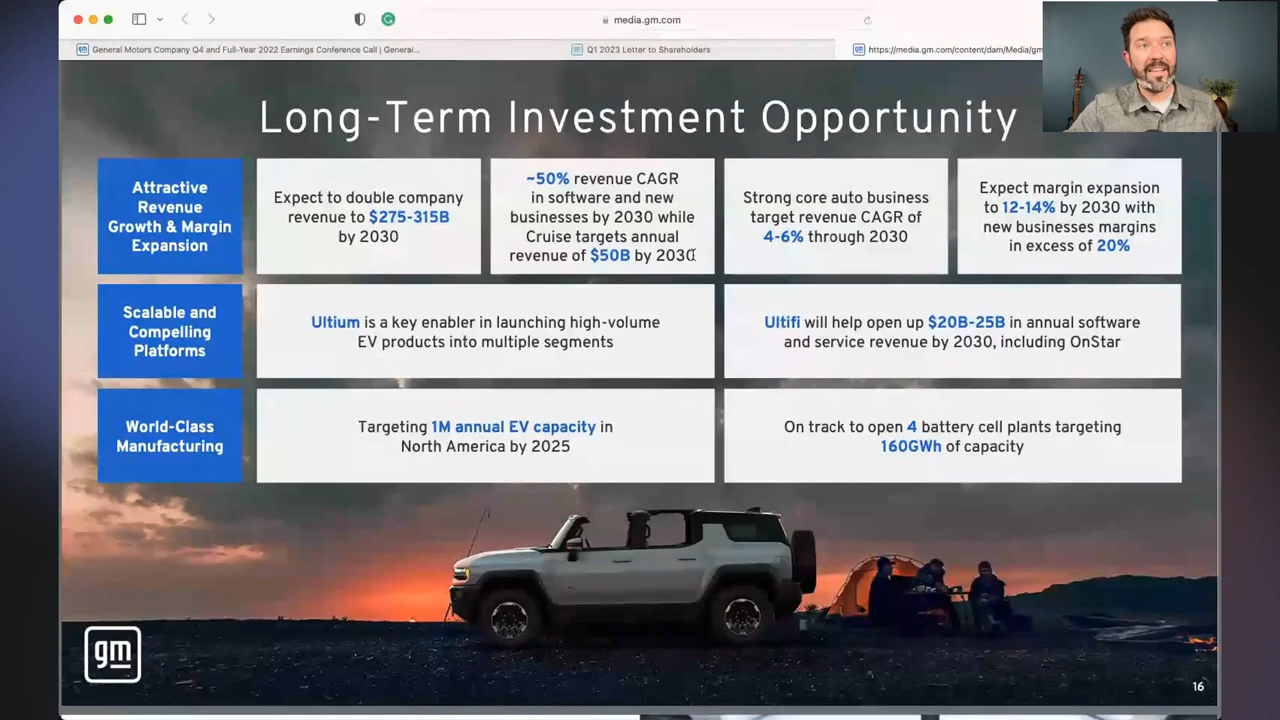 media.gm.com
General Motors Company Q4 and Full-Year 2022 Earnings Conference Call | General...
Q1 2023 Letter to Shareholders
https://media.gm.com/content/dam/Media/gm
Long-Term Investment Opportunity
Attractive
Revenue
Growth & Margin
Expansion
Expect to double company
revenue to $275-315B
by 2030
~50% revenue CAGR
in software and new
businesses by 2030 while
Cruise targets annual
revenue of $50B by 2030
Strong core auto business
target revenue CAGR of
4-6% through 2030
Expect margin expansion
to 12-14% by 2030 with
new businesses margins
in excess of 20%
Scalable and
Compelling
Platforms
Ultium is a key enabler in launching high-volume
EV products into multiple segments
Ultifi will help open up $20B-25B in annual software
and service revenue by 2030, including OnStar
World-Class
Manufacturing
Targeting 1M annual EV capacity in
North America by 2025
On track to open 4 battery cell plants targeting
160GWh of capacity
gm
16